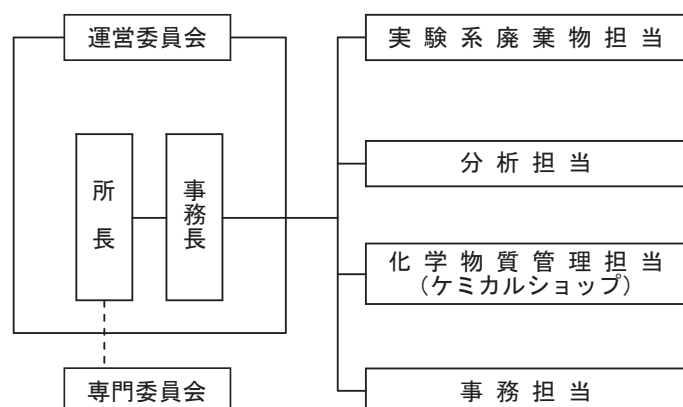 運営委員会
所長
事務長
専門委員会
実験系廃棄物担当
分析担当
化学物質管理担当
（ケミカルショップ）
事務担当